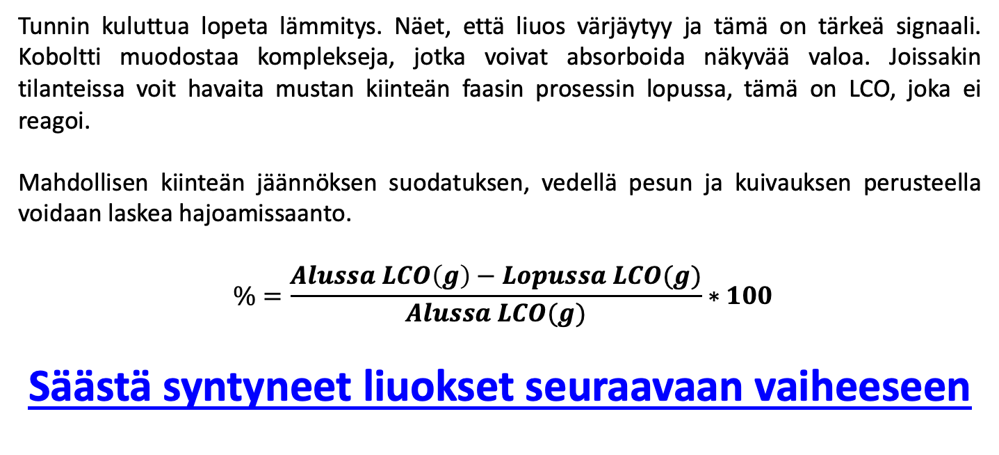 Tunnin kuluttua lopeta lämmitys. Näet, että liuos värjäytyy ja tämä on tärkeä signaali.
Koboltti muodostaa komplekseja, jotka voivat absorboida näkyvää valoa. Joissakin
tilanteissa voit havaita mustan kiinteän faasin prosessin lopussa, tämä on LCO, joka ei
reagoi.
Mahdollisen kiinteän jäännöksen suodatuksen, vedellä pesun ja kuivauksen perusteella
voidaan laskea hajoamissaanto.
Alussa LCO(g) − Lopussa LCO(g)
% = * 100
Alussa LCO(g)
Säästä syntyneet liuokset seuraavaan vaiheeseen